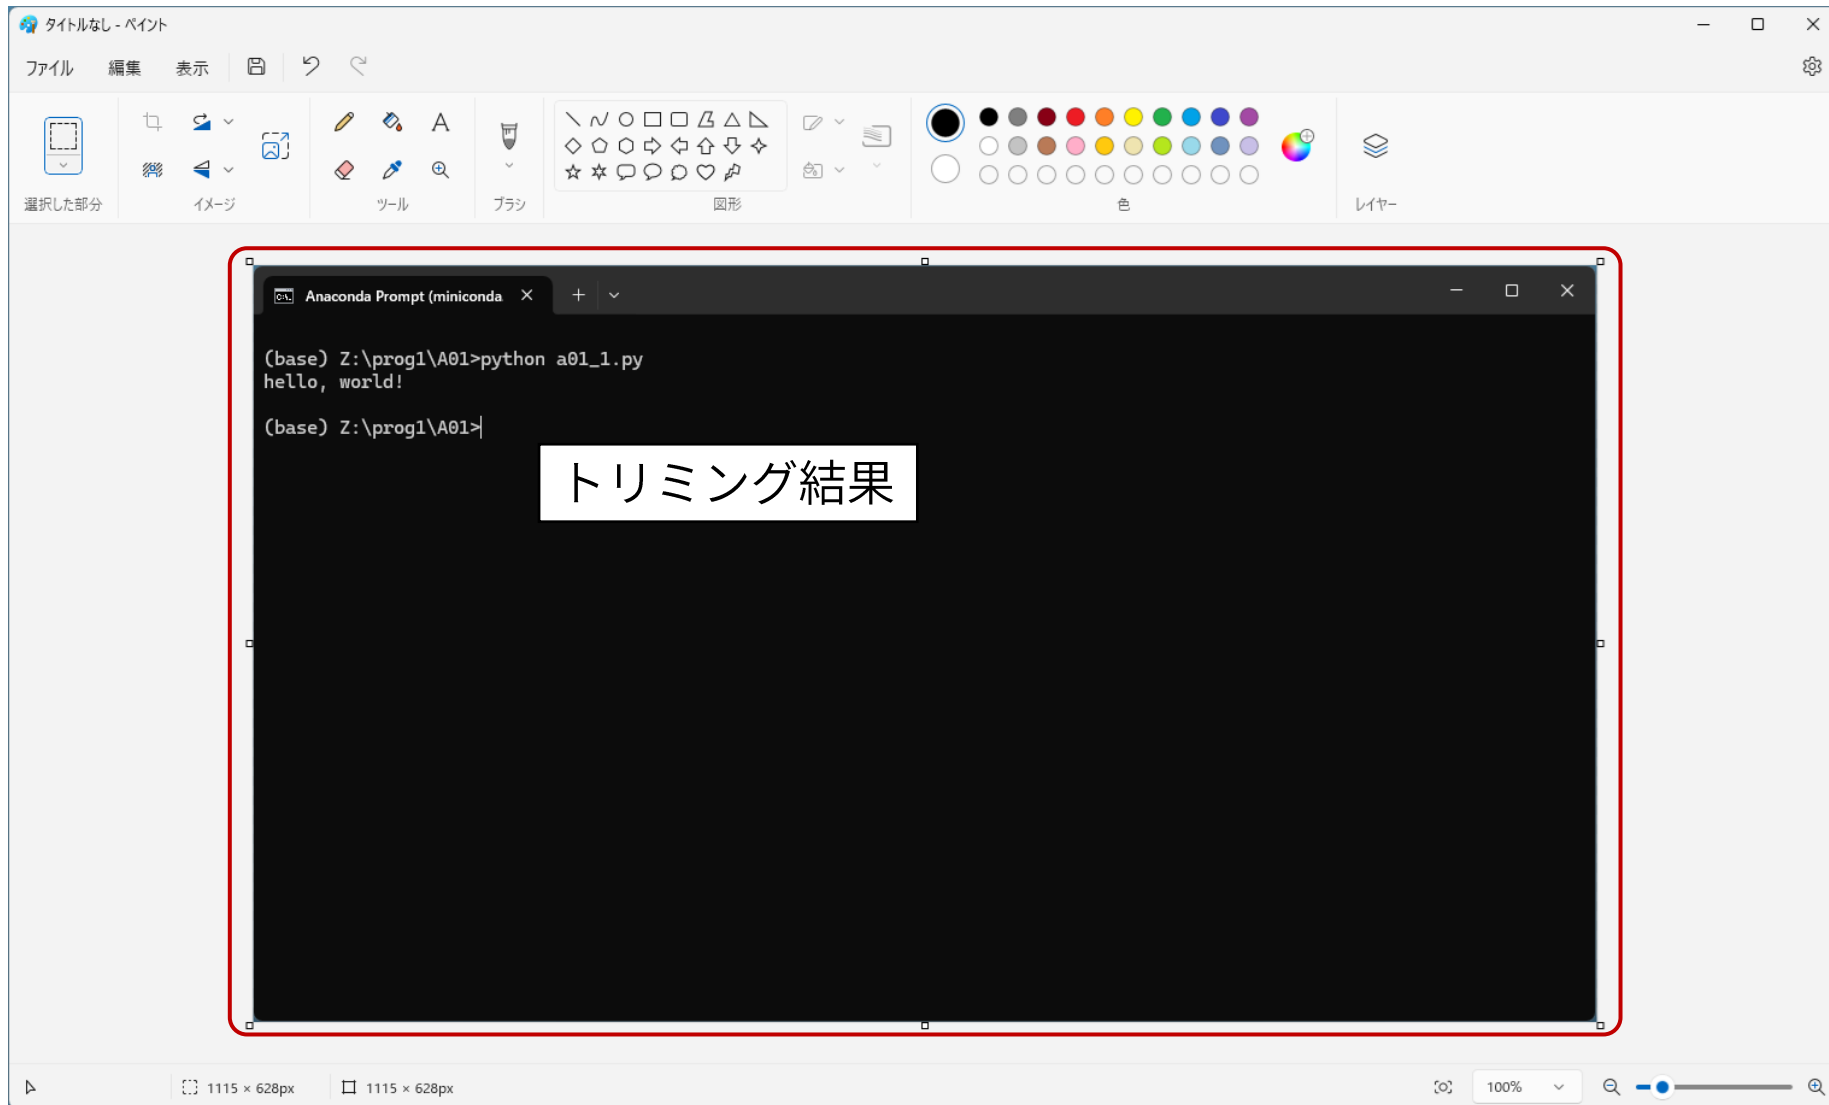 タイトルなし - ペイント
ファイル 編集 表示
選択した部分 イメージ ツール ブラシ 図形 色 レイヤー
Anaconda Prompt (miniconda
(base) Z:\prog1\A01>python a01_1.py
hello, world!
(base) Z:\prog1\A01>
トリミング結果
1115 × 628px 1115 × 628px 100%